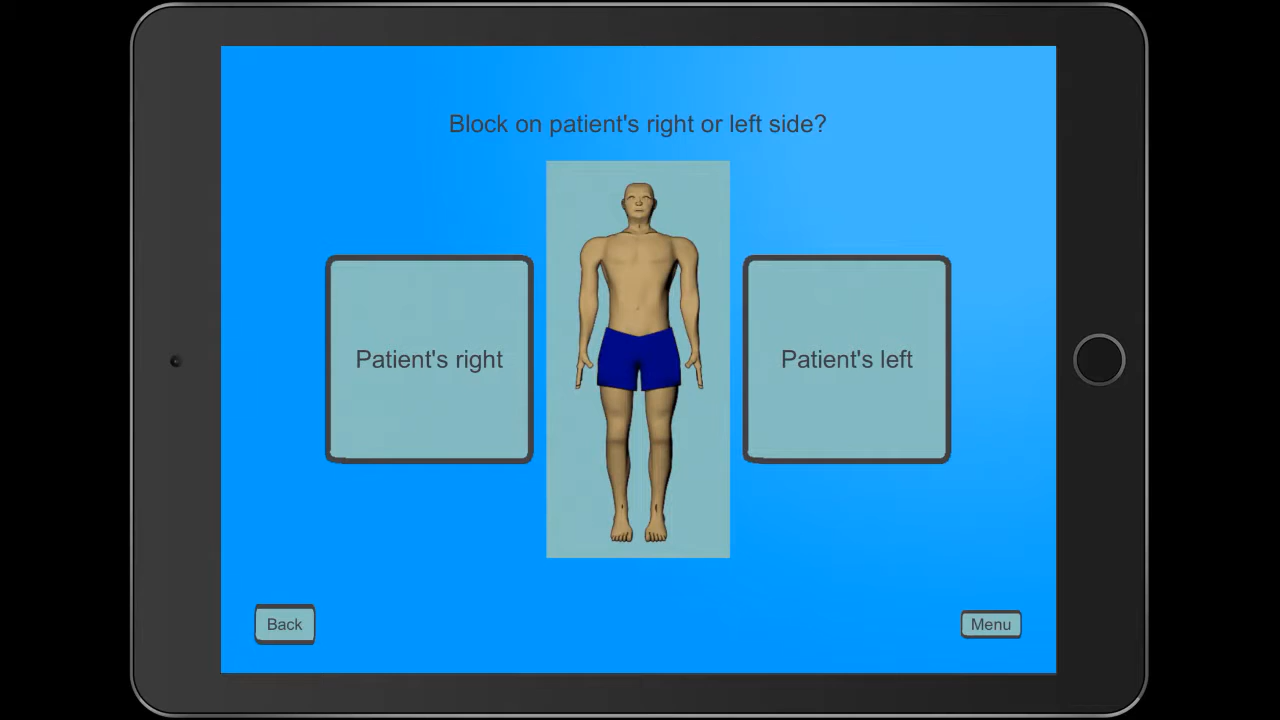 Block on patient's right or left side?
Patient's right
Patient's left
Back
Menu